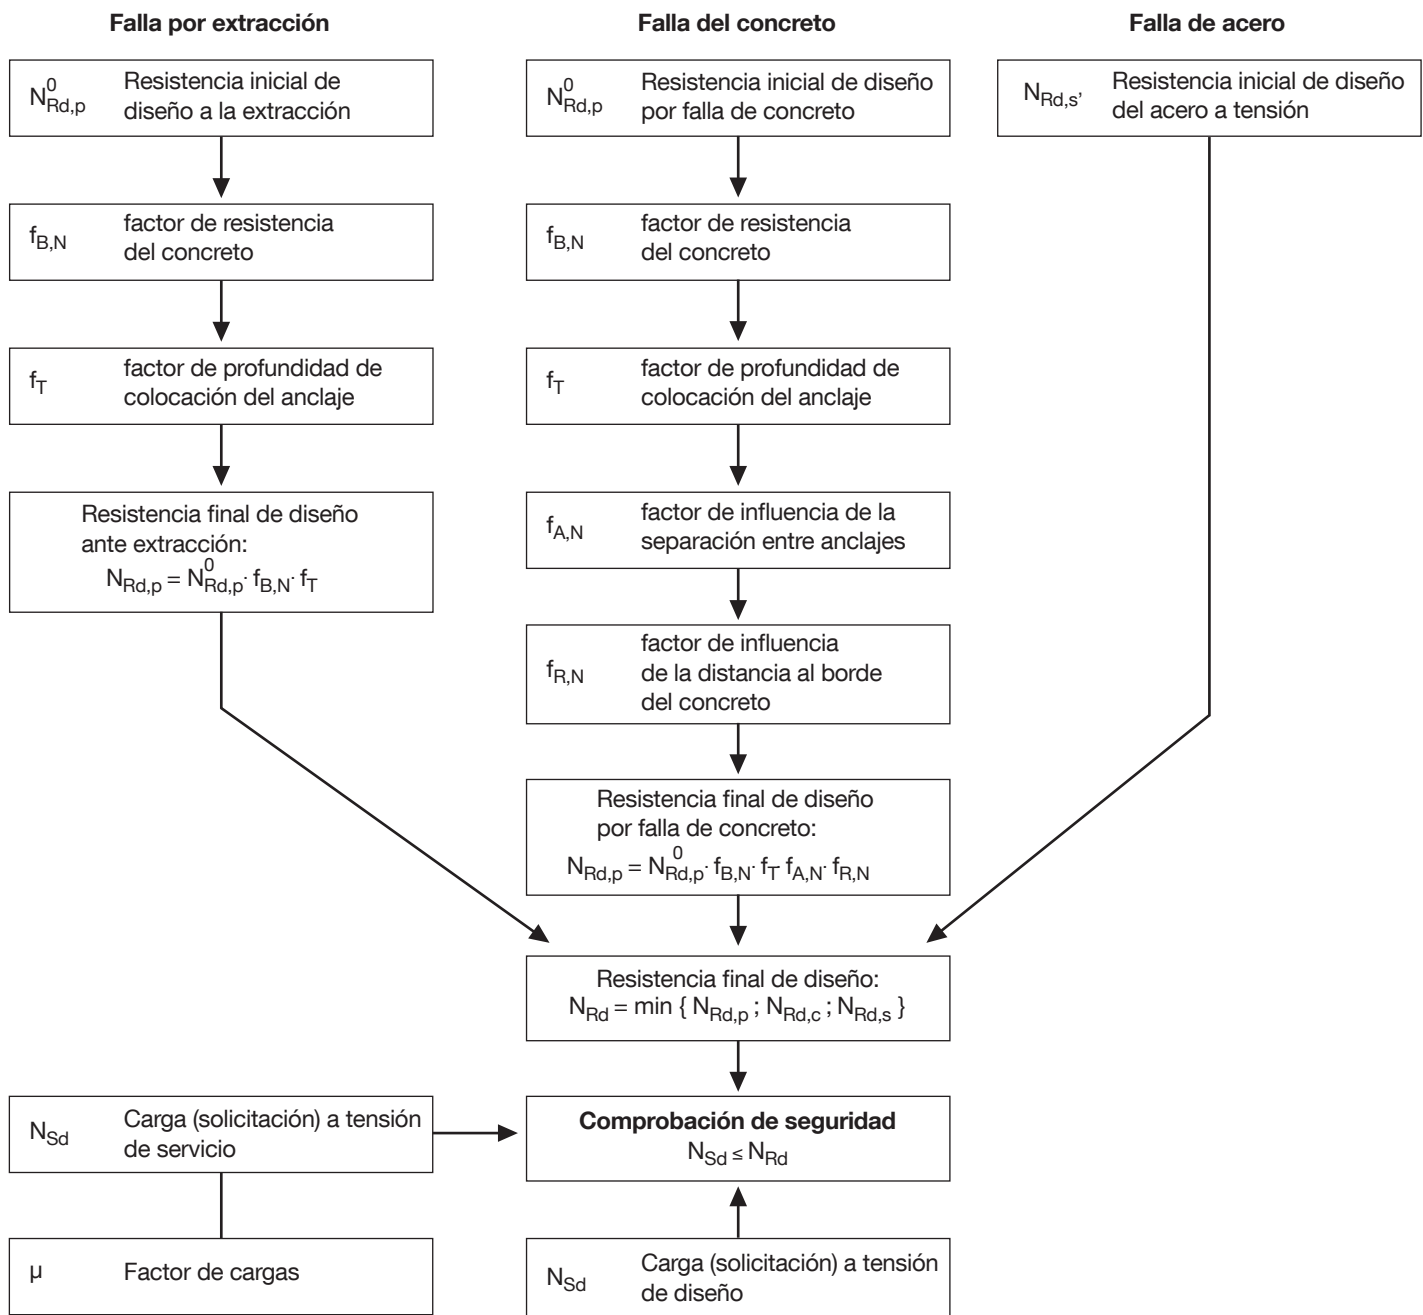 Falla por extracción
N⁰Rd,p Resistencia inicial de
diseño a la extracción
fB,N factor de resistencia
del concreto
fT factor de profundidad de
colocación del anclaje
Resistencia final de diseño
ante extracción:
NRd,p = N⁰Rd,p · fB,N · fT
Falla del concreto
N⁰Rd,p Resistencia inicial de diseño
por falla de concreto
fB,N factor de resistencia
del concreto
fT factor de profundidad de
colocación del anclaje
fA,N factor de influencia de la
separación entre anclajes
fR,N factor de influencia
de la distancia al borde
del concreto
Resistencia final de diseño
por falla de concreto:
NRd,p = N⁰Rd,p · fB,N · fT fA,N · fR,N
Falla de acero
NRd,s, Resistencia inicial de diseño
del acero a tensión
Resistencia final de diseño:
NRd = min { NRd,p ; NRd,c ; NRd,s }
NSd Carga (solicitación) a tensión
de servicio
Comprobación de seguridad
NSd ≤ NRd
µ Factor de cargas
NSd Carga (solicitación) a tensión
de diseño